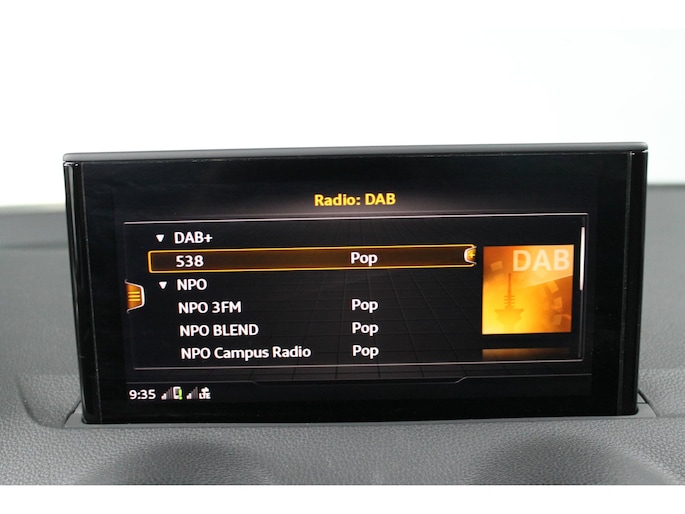 Radio: DAB
DAB+
538 Pop
NPO
NPO 3FM Pop
NPO BLEND Pop
NPO Campus Radio Pop
DAB
9:35 LTE